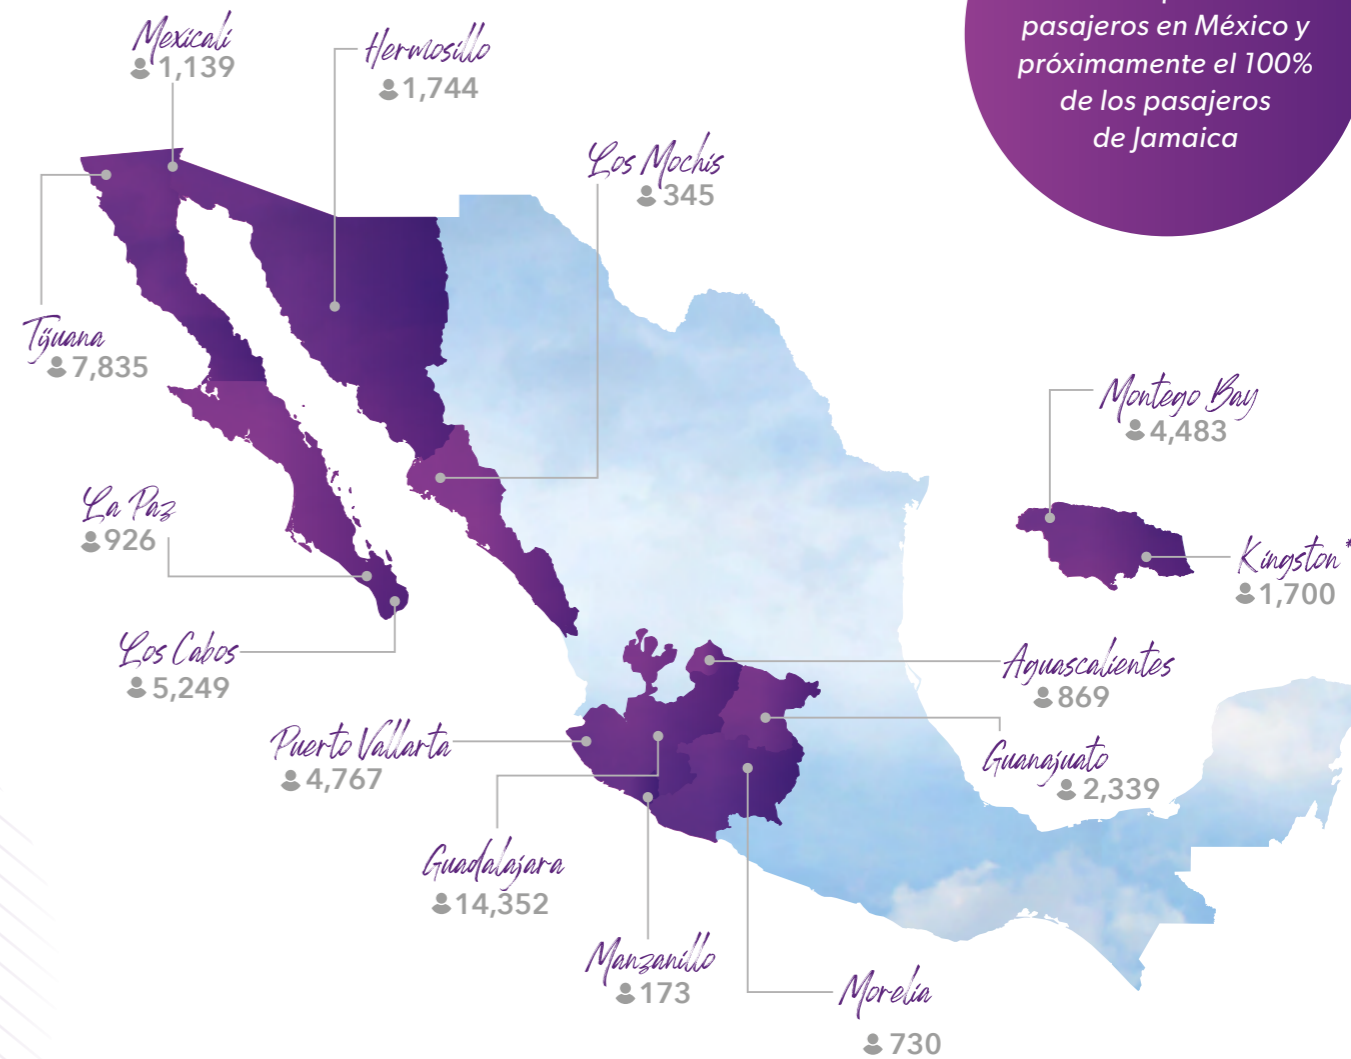 pasajeros en México y
próximamente el 100%
de los pasajeros
de Jamaica
Mexicali
1,139
Hermosillo
1,744
Los Mochis
345
Tijuana
7,835
Montego Bay
4,483
La Paz
926
Kingston*
1,700
Los Cabos
5,249
Aguascalientes
869
Puerto Vallarta
4,767
Guanajuato
2,339
Guadalajara
14,352
Manzanillo
173
Morelia
730